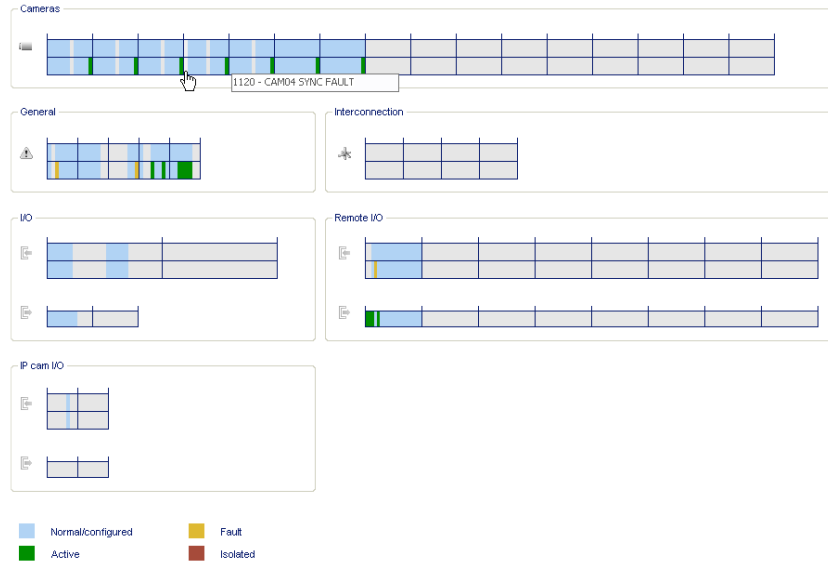 Cameras
1120 - CAM04 SYNC FAULT
General
Interconnection
I/O
Remote I/O
IP cam I/O
Normal/configured
Fault
Active
Isolated